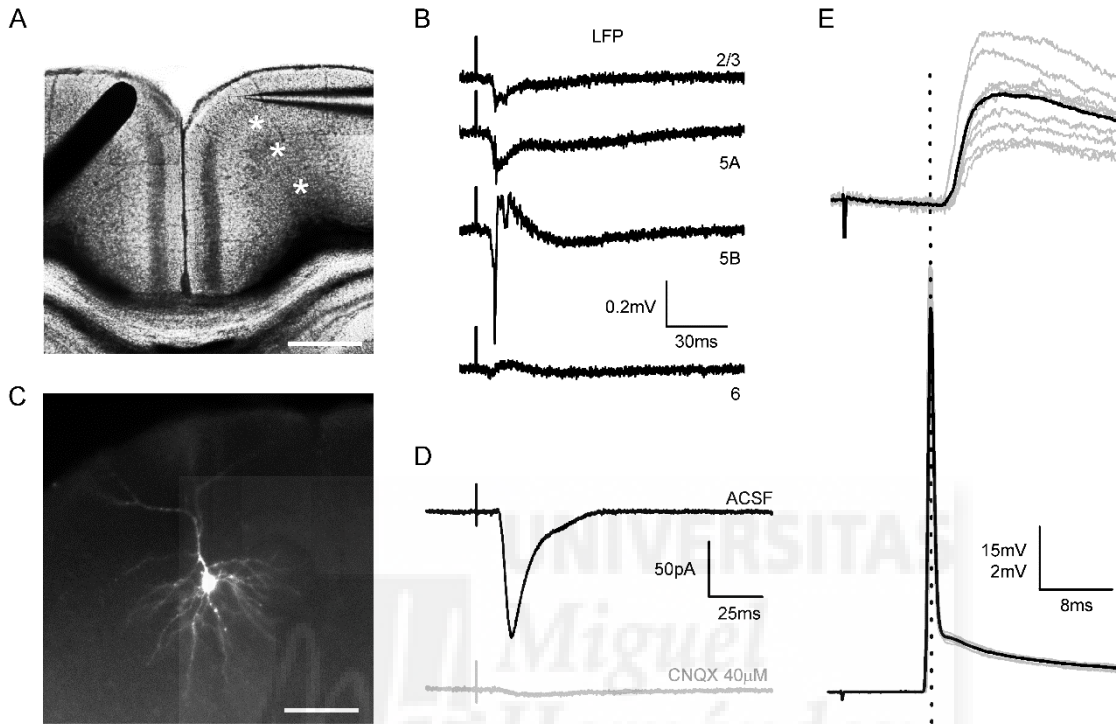 A
B
LFP
2/3
5A
5B
0.2mV
30ms
6
C
D
ACSF
50pA
25ms
CNQX 40µM
E
15mV
2mV
8ms
UNIVERSITAS
Miguel